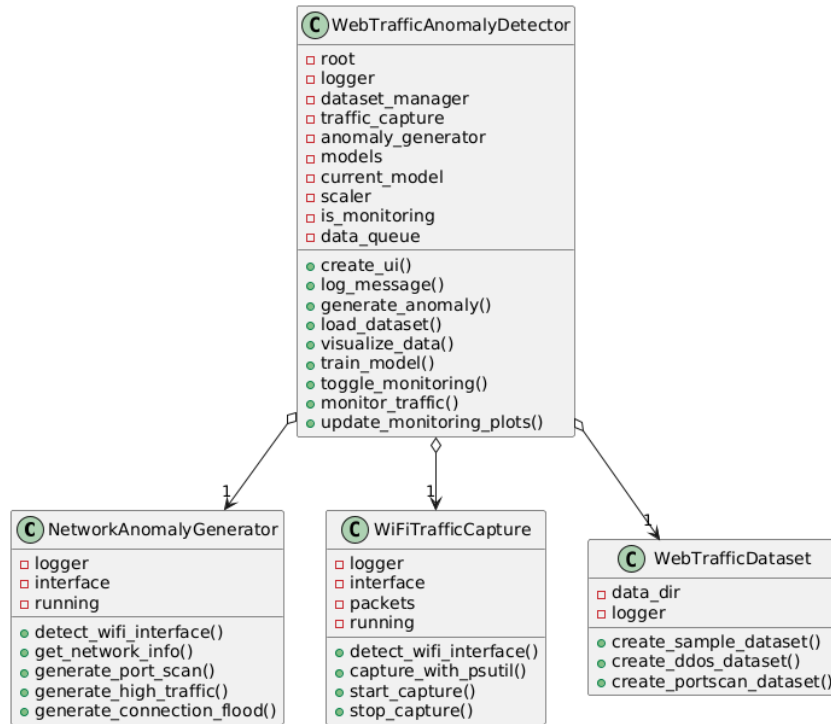 C WebTrafficAnomalyDetector
root
logger
dataset_manager
traffic_capture
anomaly_generator
models
current_model
scaler
is_monitoring
data_queue
create_ui()
log_message()
generate_anomaly()
load_dataset()
visualize_data()
train_model()
toggle_monitoring()
monitor_traffic()
update_monitoring_plots()
1
1
1
C NetworkAnomalyGenerator
logger
interface
running
detect_wifi_interface()
get_network_info()
generate_port_scan()
generate_high_traffic()
generate_connection_flood()
C WiFiTrafficCapture
logger
interface
packets
running
detect_wifi_interface()
capture_with_psutil()
start_capture()
stop_capture()
C WebTrafficDataset
data_dir
logger
create_sample_dataset()
create_ddos_dataset()
create_portscan_dataset()